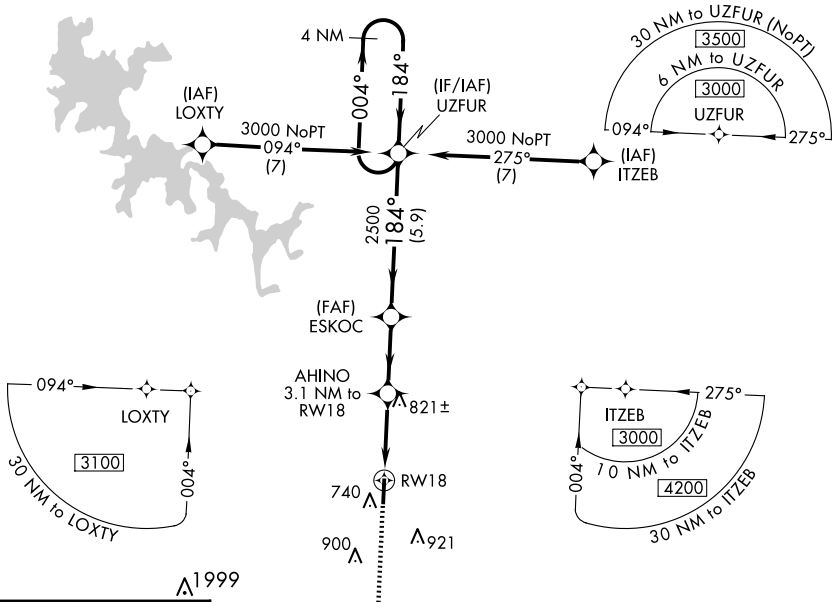 4 NM
004°
184°
(IAF)
LOXTY
3000 NoPT
094°
(7)
(IF/IAF)
UZFUR
3000 NoPT
275°
(7)
(IAF)
ITZEB
30 NM to UZFUR (NoPT)
3500
6 NM to UZFUR
3000
UZFUR
094°
275°
2500
184°
(5.9)
(FAF)
ESKOC
AHINO
3.1 NM to
RW18
821±
RW18
740
900
921
1999
094°
LOXTY
3100
004°
30 NM to LOXTY
275°
ITZEB
3000
10 NM to ITZEB
004°
4200
30 NM to ITZEB